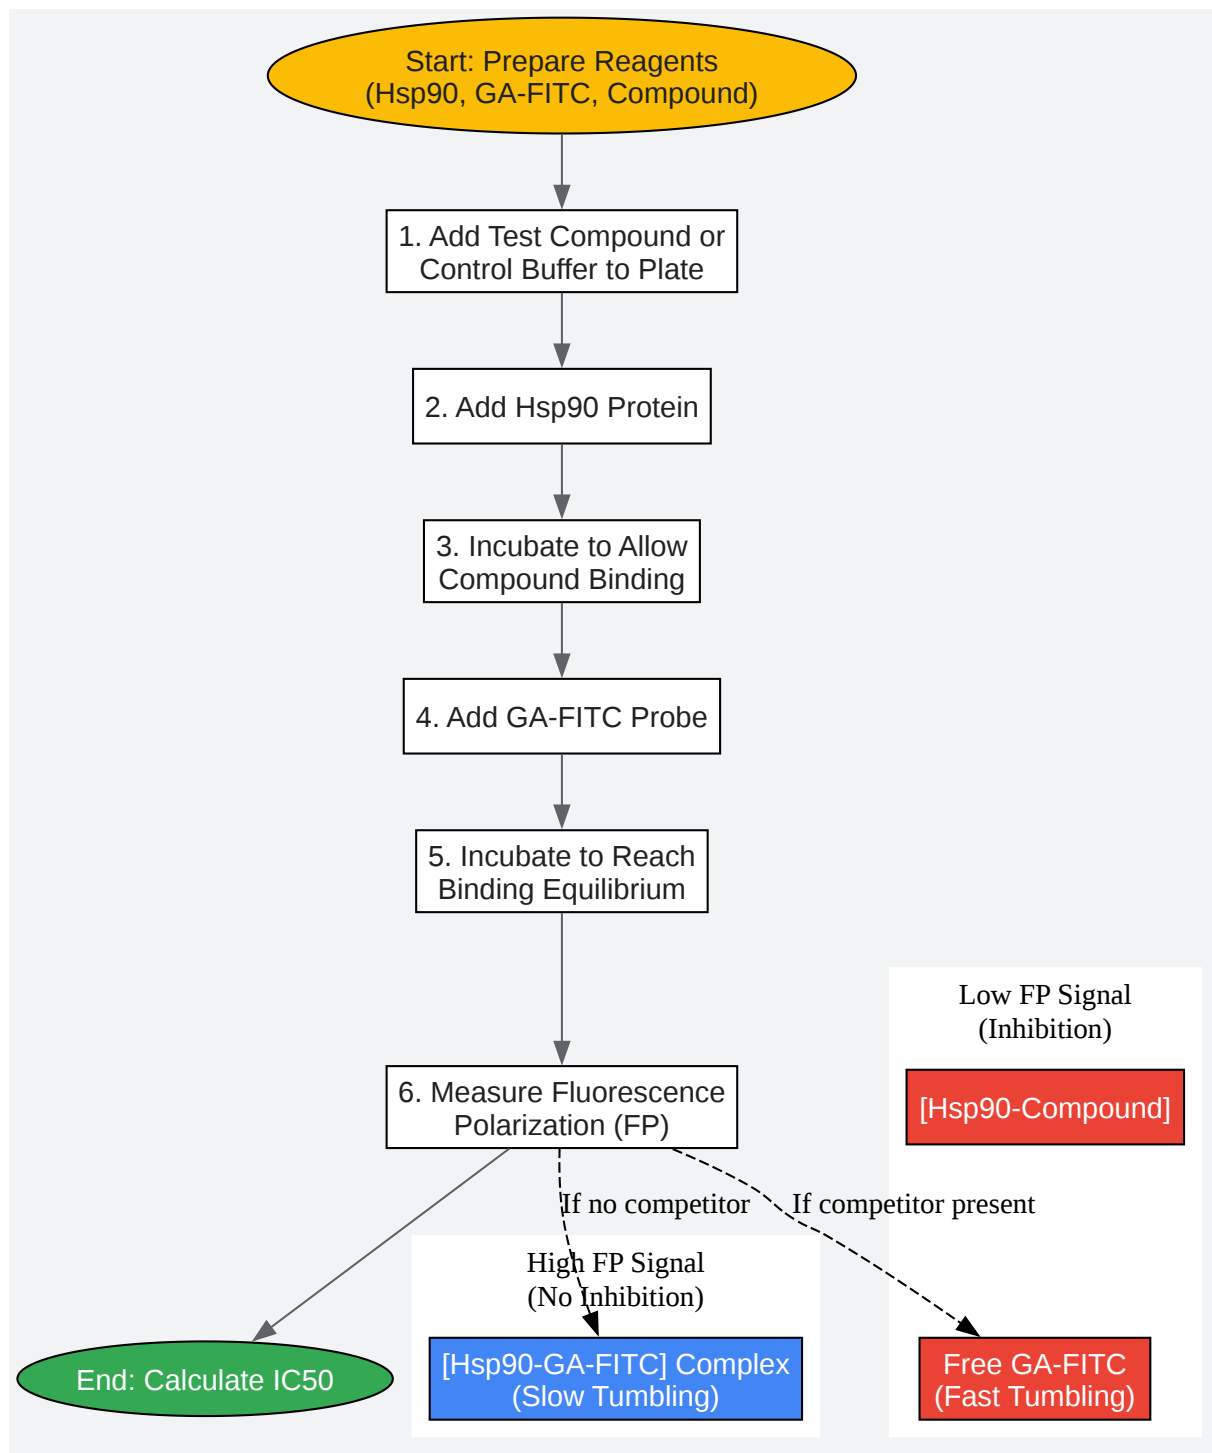 Start: Prepare Reagents
(Hsp90, GA-FITC, Compound)
1. Add Test Compound or
Control Buffer to Plate
2. Add Hsp90 Protein
3. Incubate to Allow
Compound Binding
4. Add GA-FITC Probe
5. Incubate to Reach
Binding Equilibrium
6. Measure Fluorescence
Polarization (FP)
Low FP Signal
(Inhibition)
[Hsp90-Compound]
If no competitor
If competitor present
High FP Signal
(No Inhibition)
End: Calculate IC50
[Hsp90-GA-FITC] Complex
(Slow Tumbling)
Free GA-FITC
(Fast Tumbling)